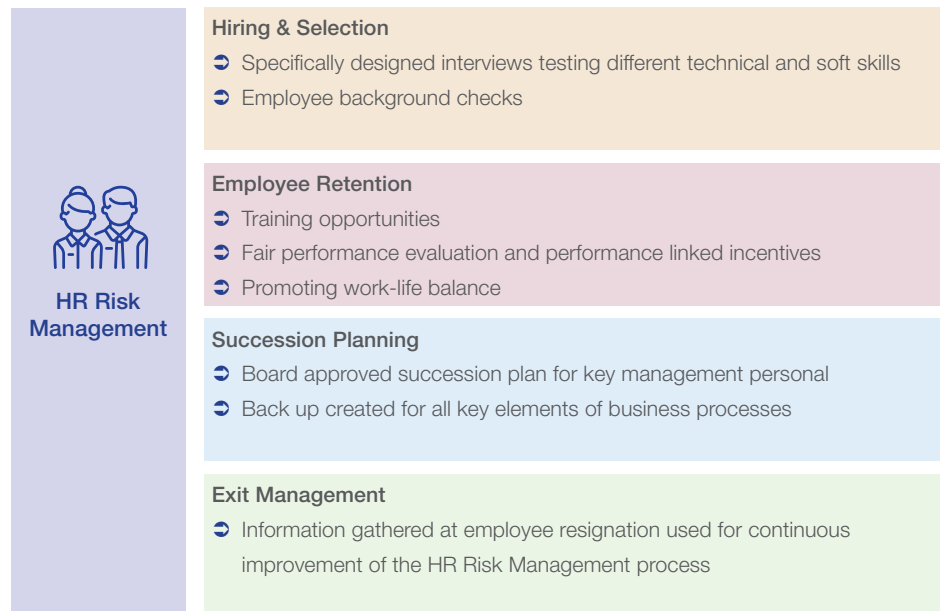 HR Risk
Management
Hiring & Selection
Specifically designed interviews testing different technical and soft skills
Employee background checks
Employee Retention
Training opportunities
Fair performance evaluation and performance linked incentives
Promoting work-life balance
Succession Planning
Board approved succession plan for key management personal
Back up created for all key elements of business processes
Exit Management
Information gathered at employee resignation used for continuous
improvement of the HR Risk Management process